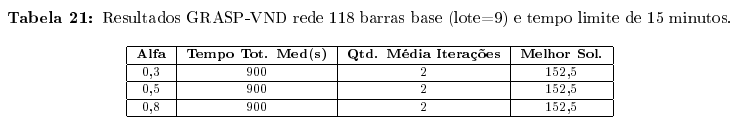 Tabela 21: Resultados GRASP-VND rede 118 barras base (lote=9) e tempo limite de 15 minutos.
Alfa Tempo Tot. Med(s) Qtd. Média Iterações Melhor Sol.
0,3 900 2 152,5
0,5 900 2 152,5
0,8 900 2 152,5